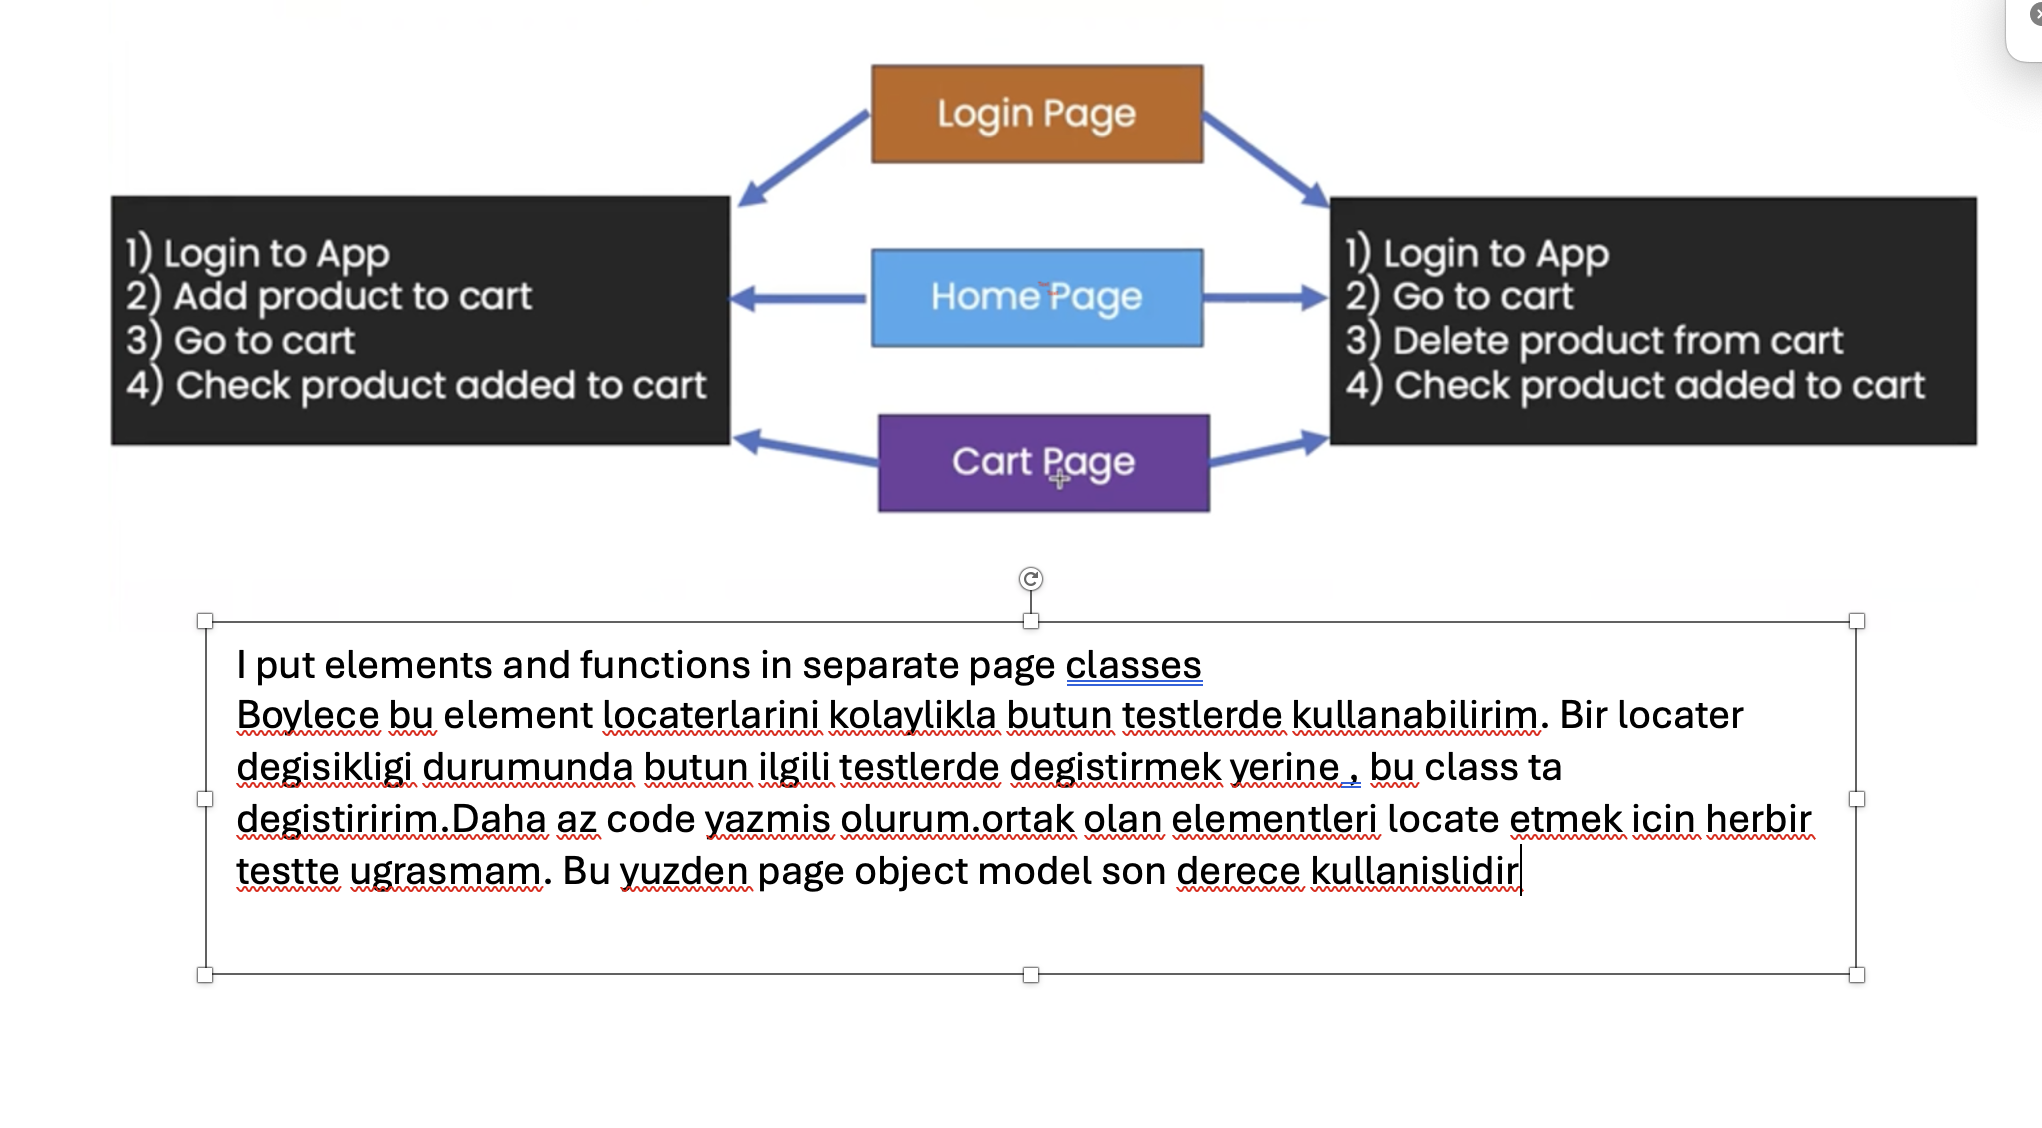 Login Page
1) Login to App
2) Add product to cart
3) Go to cart
4) Check product added to cart
Home Page
1) Login to App
2) Go to cart
3) Delete product from cart
4) Check product added to cart
Cart Page
I put elements and functions in separate page classes
Boylece bu element locaterlarini kolaylikla butun testlerde kullanabilirim. Bir locater
degisikligi durumunda butun ilgili testlerde degistirmek yerine , bu class ta
degistiririm.Daha az code yazmis olurum.ortak olan elementleri locate etmek icin herbir
testte ugrasmam. Bu yuzden page object model son derece kullanislidir